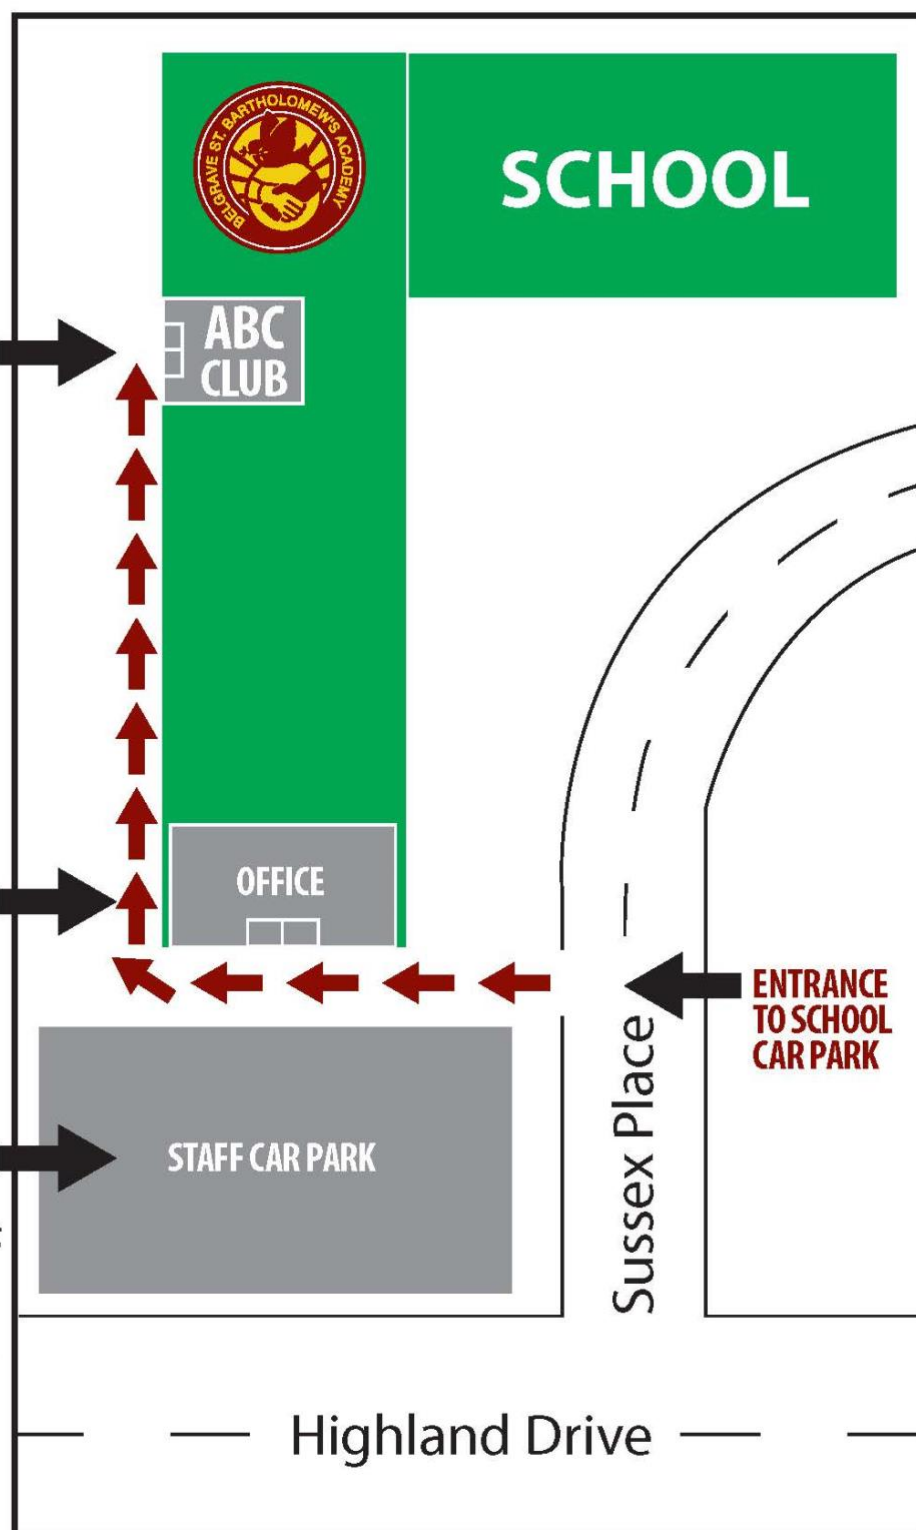 BELGRAVE ST. BARTHOLOMEW'S ACADEMY
SCHOOL
ABC
CLUB
OFFICE
ENTRANCE
TO SCHOOL
CAR PARK
STAFF CAR PARK
Sussex Place
Highland Drive